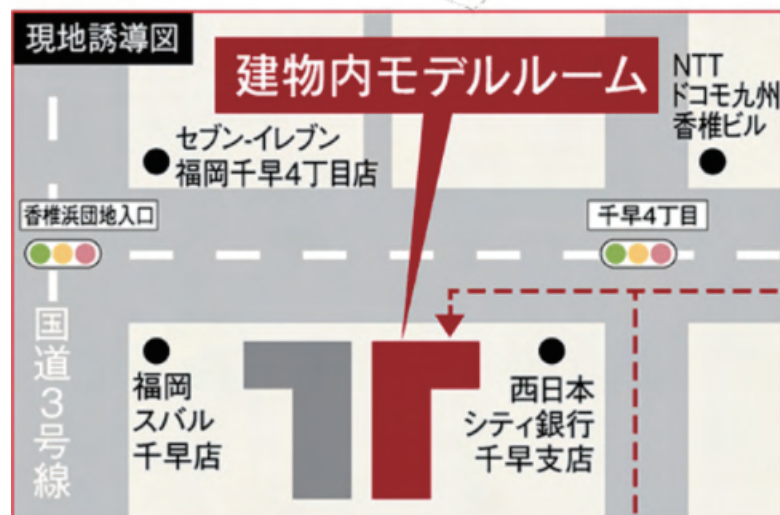 現地誘導図
建物内モデルルーム
NTT
ドコモ九州
香椎ビル
セブン-イレブン
福岡千早4丁目店
香椎浜団地入口
千早4丁目
国道3号線
福岡
スバル
千早店
西日本
シティ銀行
千早支店